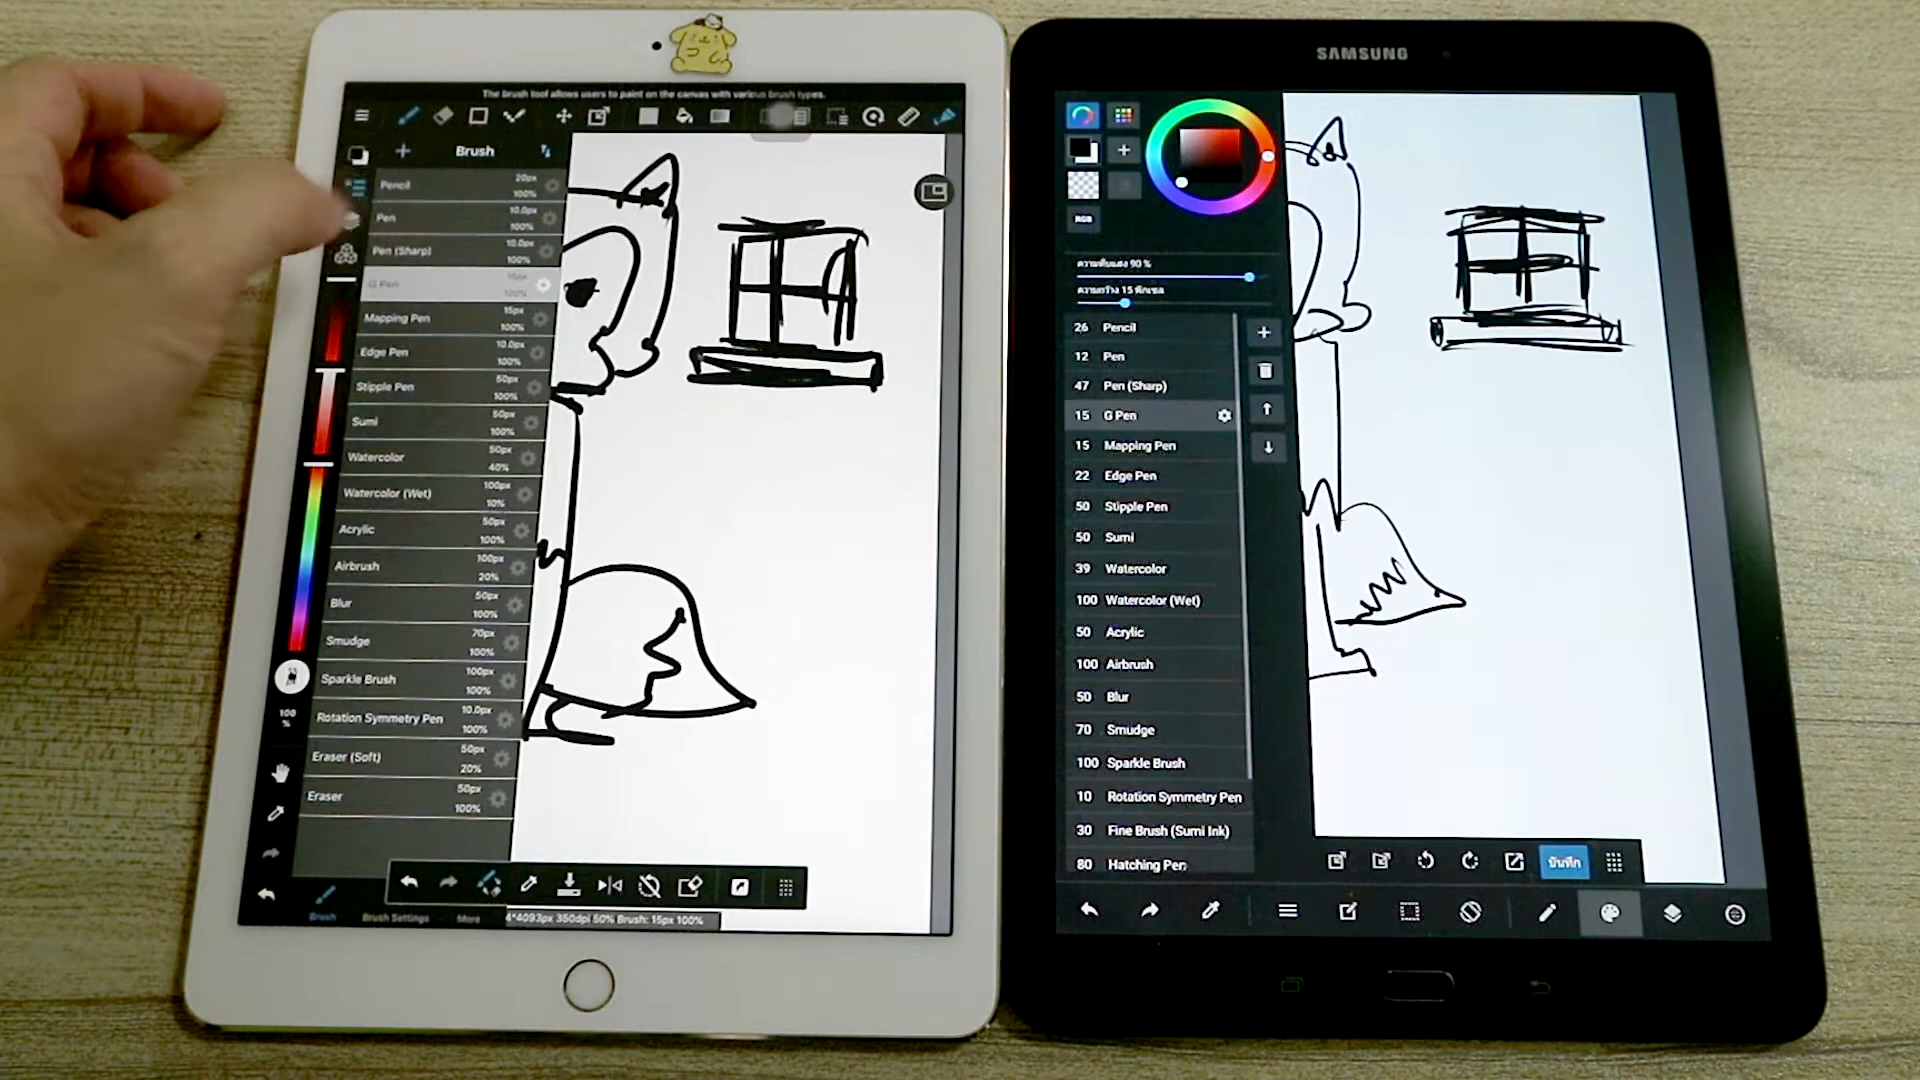 The brush tool allows users to paint on the canvas with various brush types.
Brush
Pencil 20px 100%
Pen 10.0px 100%
Pen (Sharp) 10.0px 100%
G Pen 15px 100%
Mapping Pen 15px 100%
Edge Pen 10.0px 100%
Stipple Pen 50px 100%
Sumi 50px 100%
Watercolor 50px 40%
Watercolor (Wet) 100px 10%
Acrylic 50px 100%
Airbrush 100px 20%
Blur 50px 100%
Smudge 70px 100%
Sparkle Brush 100px 100%
Rotation Symmetry Pen 10.0px 100%
Eraser (Soft) 50px 20%
Eraser 50px 100%
100
%
Brush Brush Settings More
4*4093px 350dpi 50% Brush: 15px 100%
SAMSUNG
RGB
ความทึบแสง 90 %
ความกว้าง 15 พิกเซล
26 Pencil
12 Pen
47 Pen (Sharp)
15 G Pen
15 Mapping Pen
22 Edge Pen
50 Stipple Pen
50 Sumi
39 Watercolor
100 Watercolor (Wet)
50 Acrylic
100 Airbrush
50 Blur
70 Smudge
100 Sparkle Brush
10 Rotation Symmetry Pen
30 Fine Brush (Sumi Ink)
80 Hatching Pen
บันทึก